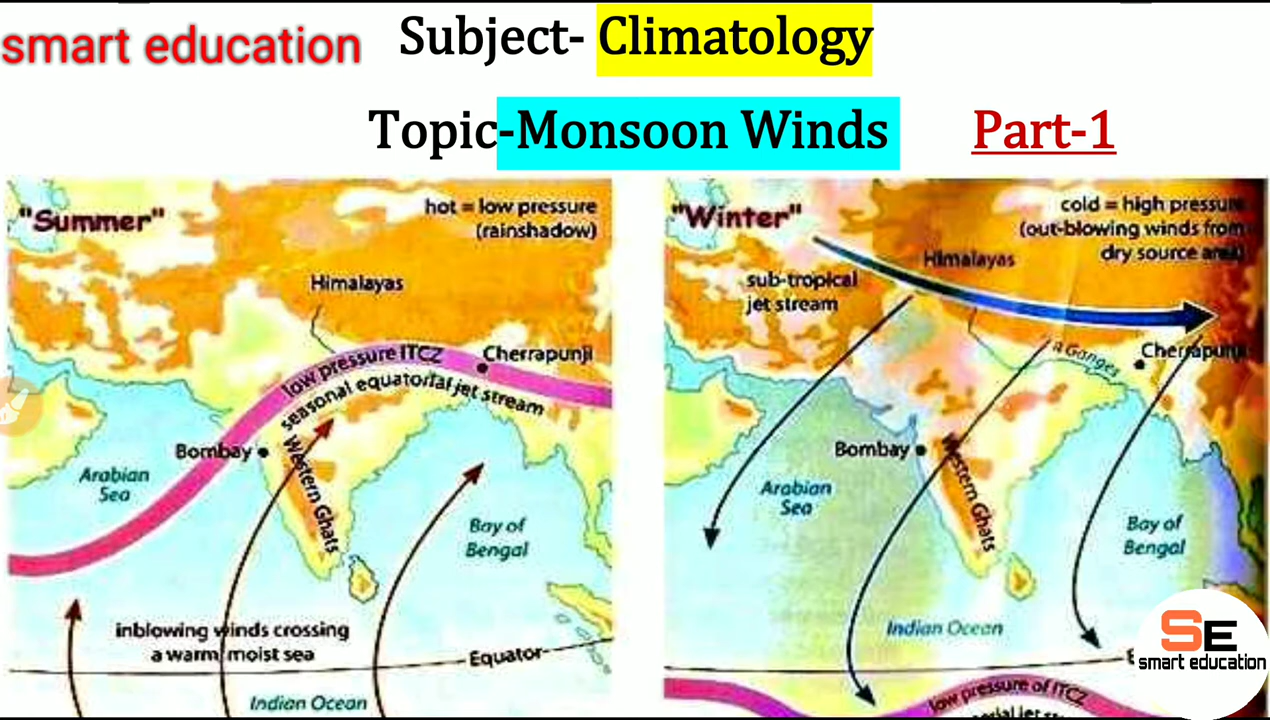 smart education
Subject- Climatology
Topic-Monsoon Winds
Part-1
"Summer"
hot = low pressure
(rainshadow)
Himalayas
low pressure ITCZ
seasonal equatorial jet stream
Cherrapunji
Bombay
Western Ghats
Arabian
Sea
Bay of
Bengal
inblowing winds crossing
a warm moist sea
Equator
Indian Ocean
"Winter"
cold = high pressure
(out-blowing winds from
dry source area)
Himalayas
sub-tropical
jet stream
Ganges
Cherrapunji
Bombay
Western Ghats
Arabian
Sea
Bay of
Bengal
Indian Ocean
E
low pressure of ITCZ
SE
smart education